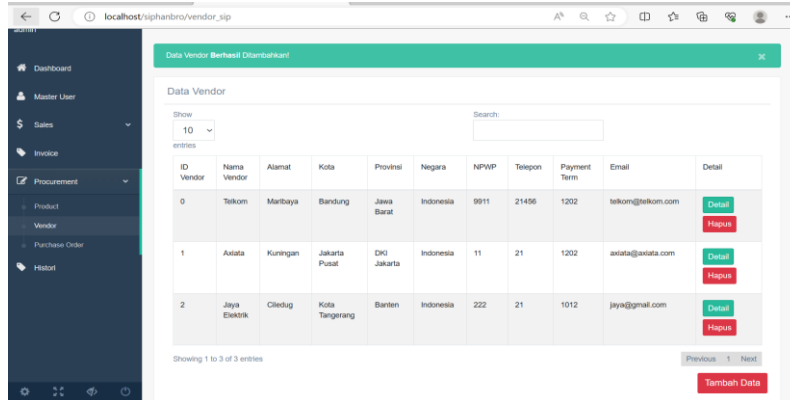 localhost/siphanbro/vendor_sip
admin
Dashboard
Master User
Sales
Invoice
Procurement
Product
Vendor
Purchase Order
Histori
Data Vendor Berhasil Ditambahkan!
Data Vendor
Show
10
entries
Search:
ID Vendor Nama Vendor Alamat Kota Provinsi Negara NPWP Telepon Payment Term Email Detail
0 Telkom Maribaya Bandung Jawa Barat Indonesia 9911 21456 1202 telkom@telkom.com Detail
Hapus
1 Axiata Kuningan Jakarta Pusat DKI Jakarta Indonesia 11 21 1202 axiata@axiata.com Detail
Hapus
2 Jaya Elektrik Ciledug Kota Tangerang Banten Indonesia 222 21 1012 jaya@gmail.com Detail
Hapus
Showing 1 to 3 of 3 entries
Previous 1 Next
Tambah Data